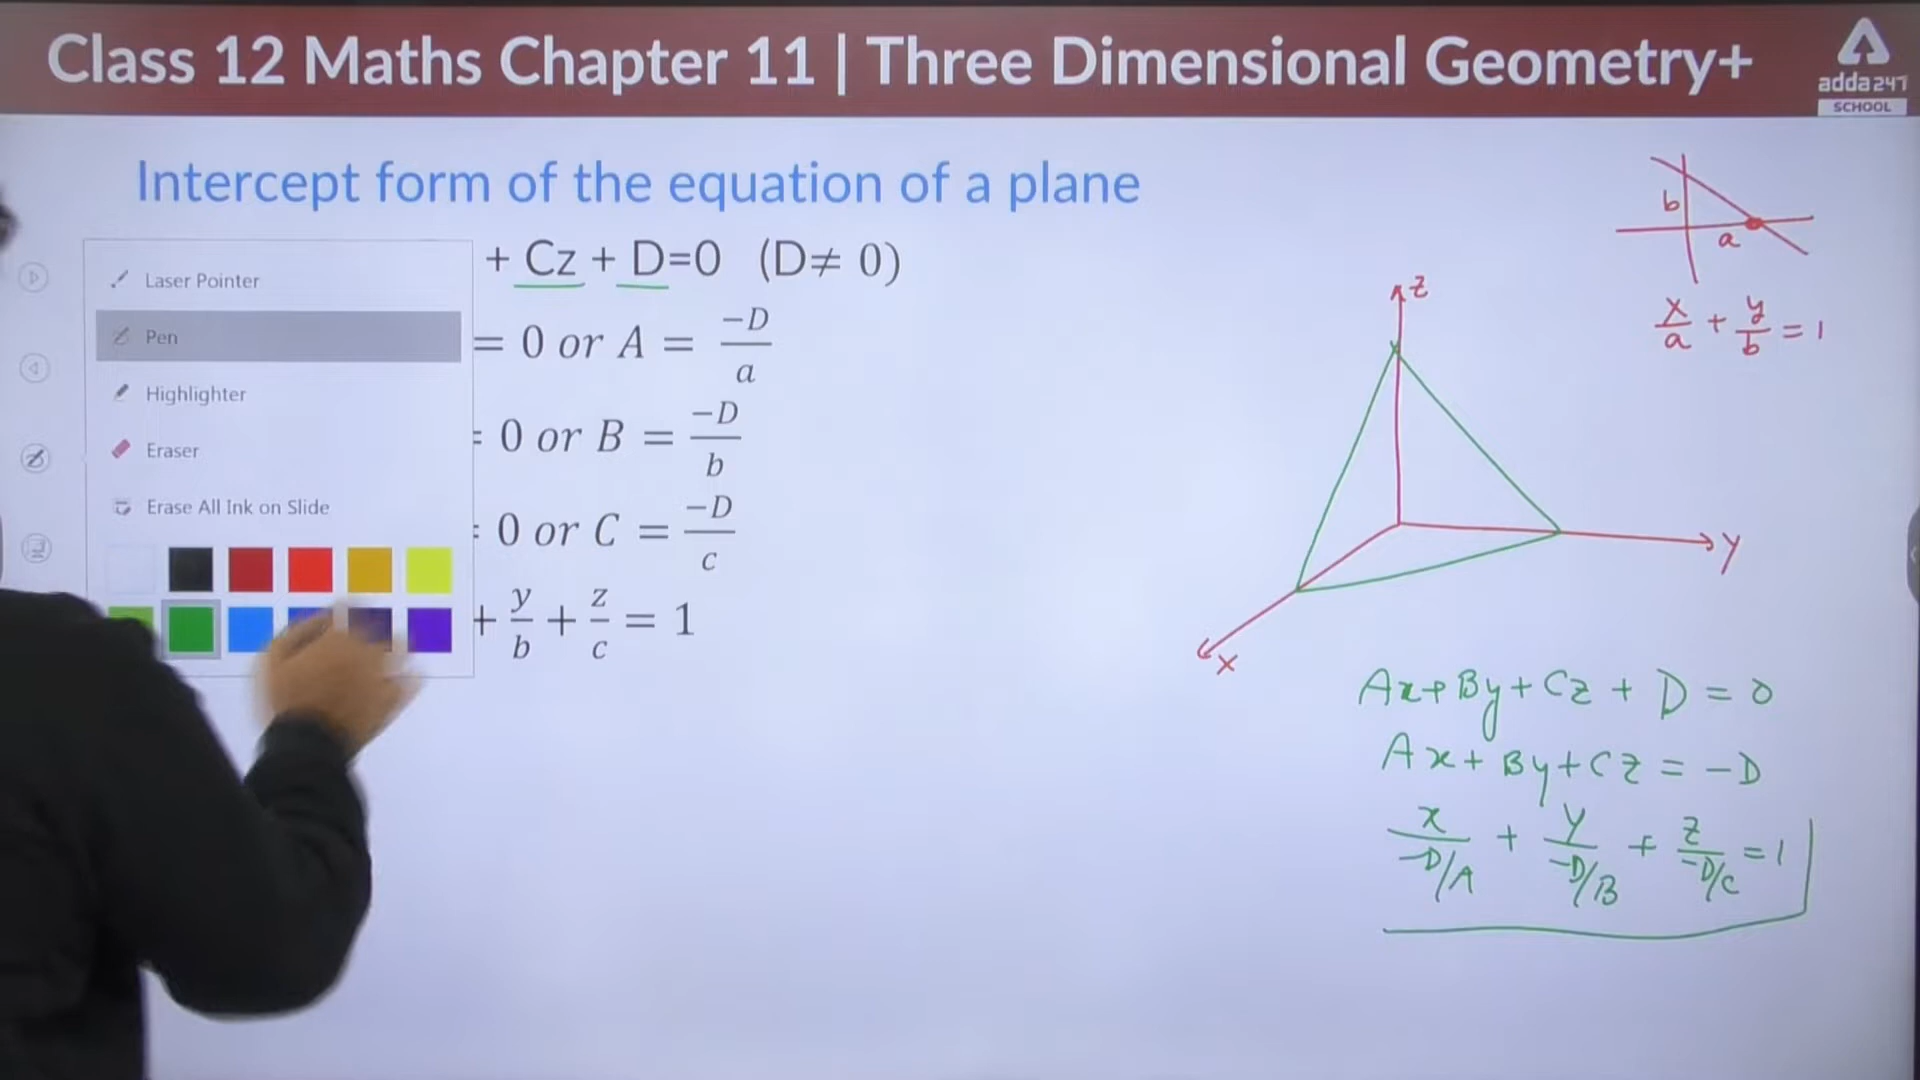 Class 12 Maths Chapter 11 | Three Dimensional Geometry+
adda247
SCHOOL
Intercept form of the equation of a plane
+ Cz + D=0 (D≠ 0)
= 0 or A = -D/a
= 0 or B = -D/b
= 0 or C = -D/c
+ y/b + z/c = 1
Laser Pointer
Pen
Highlighter
Eraser
Erase All Ink on Slide
b
a
x/a + y/b = 1
z
y
x
Ax+By+Cz + D = 0
Ax+By+Cz = -D
x/(-D/A) + y/(-D/B) + z/(-D/C) = 1